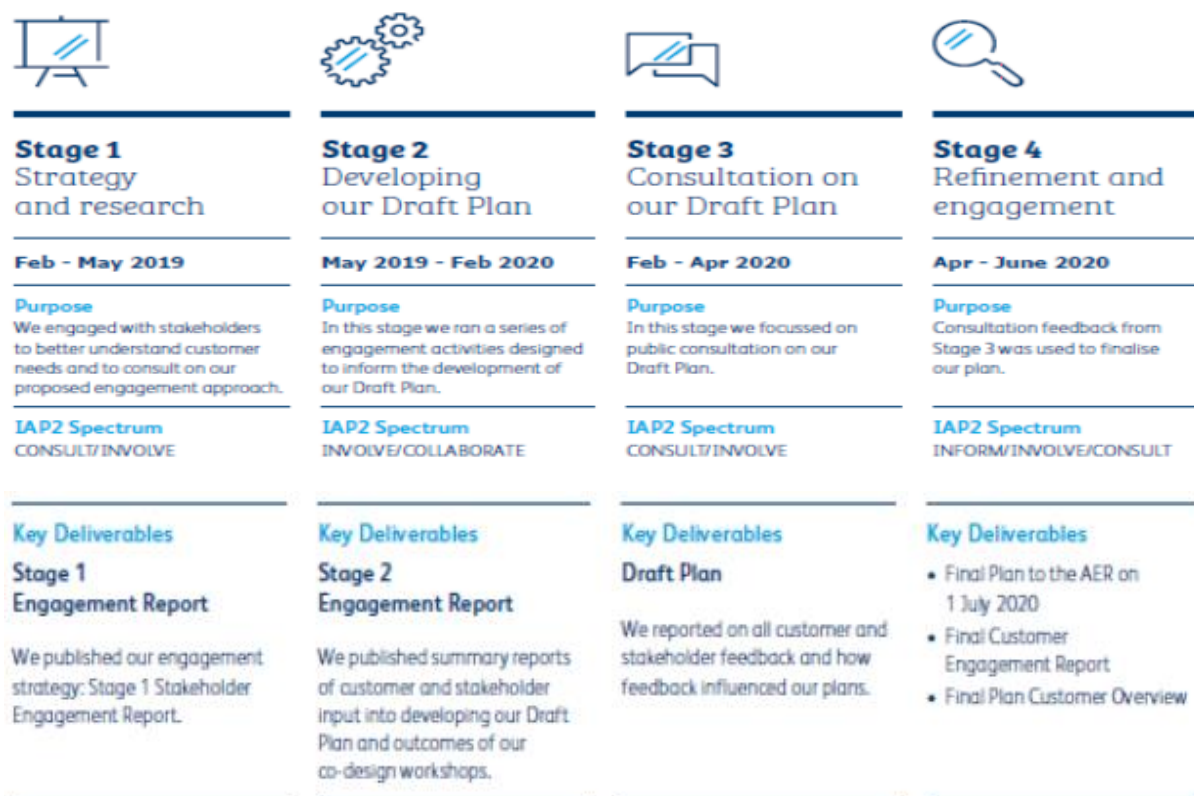 Stage 1
Strategy
and research
Feb - May 2019
Purpose
We engaged with stakeholders
to better understand customer
needs and to consult on our
proposed engagement approach.
IAP2 Spectrum
CONSULT/INVOLVE
Key Deliverables
Stage 1
Engagement Report
We published our engagement
strategy: Stage 1 Stakeholder
Engagement Report.
Stage 2
Developing
our Draft Plan
May 2019 - Feb 2020
Purpose
In this stage we ran a series of
engagement activities designed
to inform the development of
our Draft Plan.
IAP2 Spectrum
INVOLVE/COLLABORATE
Key Deliverables
Stage 2
Engagement Report
We published summary reports
of customer and stakeholder
input into developing our Draft
Plan and outcomes of our
co-design workshops.
Stage 3
Consultation on
our Draft Plan
Feb - Apr 2020
Purpose
In this stage we focussed on
public consultation on our
Draft Plan.
IAP2 Spectrum
CONSULT/INVOLVE
Key Deliverables
Draft Plan
We reported on all customer and
stakeholder feedback and how
feedback influenced our plans.
Stage 4
Refinement and
engagement
Apr - June 2020
Purpose
Consultation feedback from
Stage 3 was used to finalise
our plan.
IAP2 Spectrum
INFORM/INVOLVE/CONSULT
Key Deliverables
• Final Plan to the AER on
1 July 2020
• Final Customer
Engagement Report
• Final Plan Customer Overview